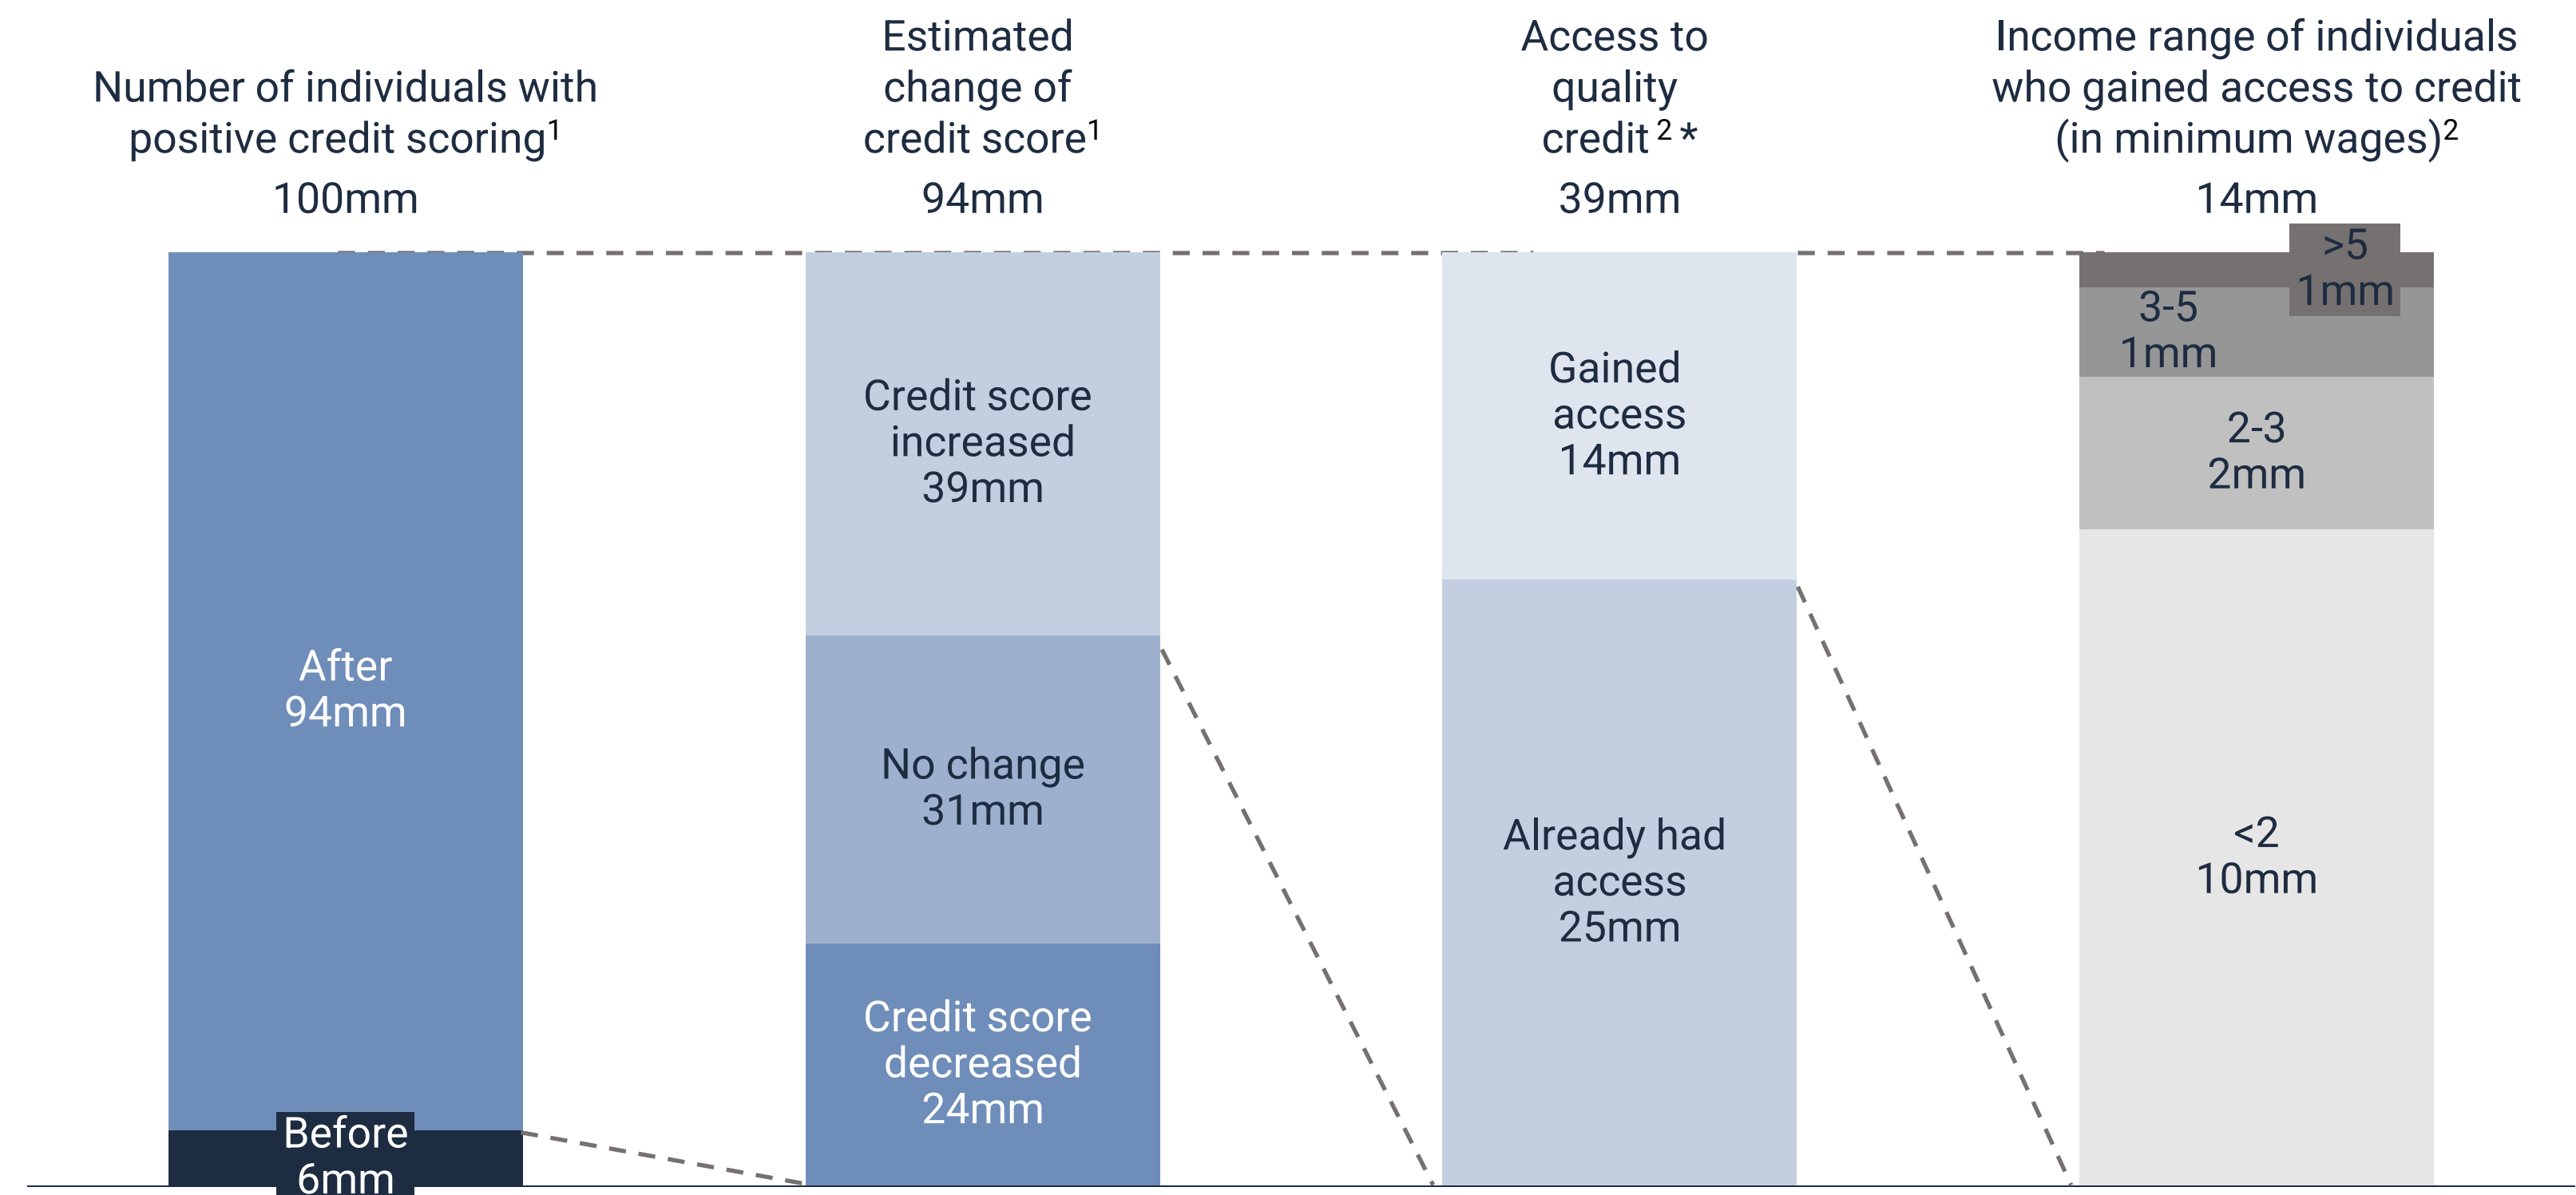 Number of individuals with
positive credit scoring1
100mm
Estimated
change of
credit score1
94mm
Access to
quality
credit 2 *
39mm
Income range of individuals
who gained access to credit
(in minimum wages)2
14mm
After
94mm
Before
6mm
Credit score
increased
39mm
No change
31mm
Credit score
decreased
24mm
Gained
access
14mm
Already had
access
25mm
>5
1mm
3-5
1mm
2-3
2mm
<2
10mm